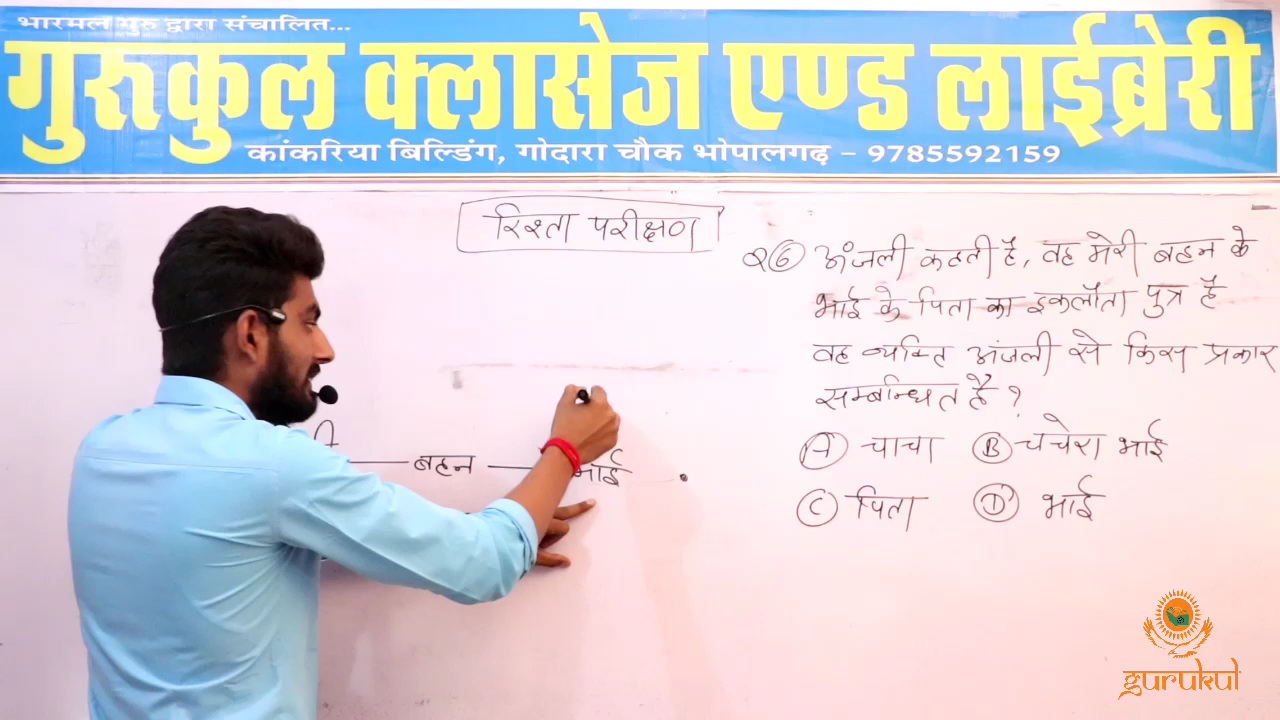 भारमल गुरु द्वारा संचालित...
गुरुकुल क्लासेज एण्ड लाईब्रेरी
कांकरिया बिल्डिंग, गोदारा चौक भोपालगढ़ – 9785592159
रिश्ता परीक्षण
Q⑥ अंजली कहती है, वह मेरी बहन के
भाई के पिता का इकलौता पुत्र है
वह व्यक्ति अंजली से किस प्रकार
सम्बन्धित है ?
Ⓐ चाचा Ⓑ चचेरा भाई
Ⓒ पिता Ⓓ भाई
बहन भाई
gurukul